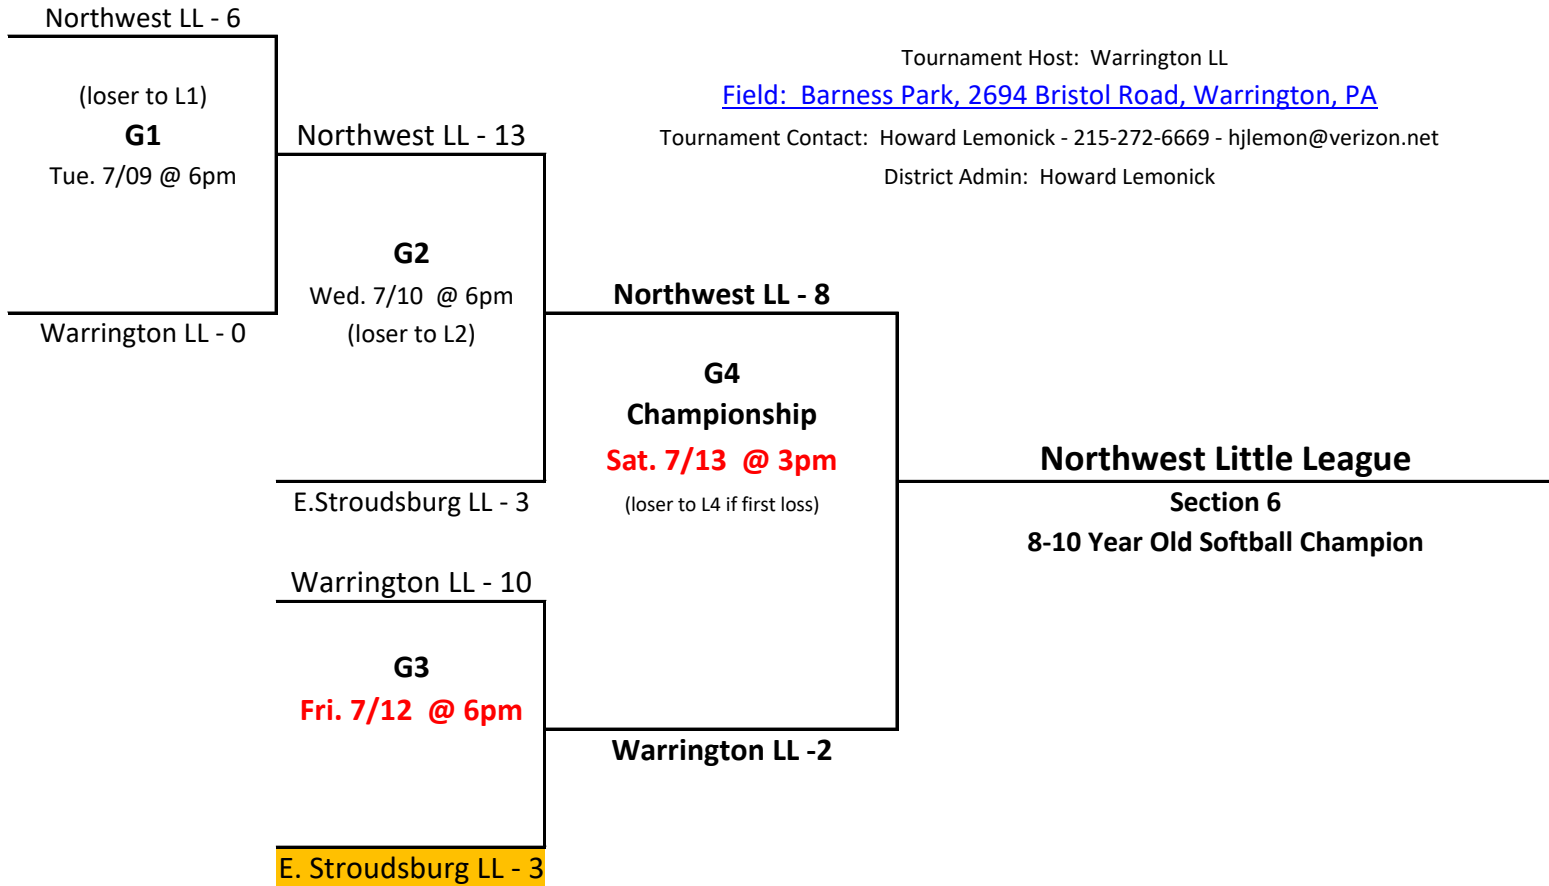 Northwest LL - 6
(loser to L1)
G1
Tue. 7/09 @ 6pm
Warrington LL - 0
Tournament Host:  Warrington LL
Field:  Barness Park, 2694 Bristol Road, Warrington, PA
Tournament Contact:  Howard Lemonick - 215-272-6669 - hjlemon@verizon.net
District Admin:  Howard Lemonick
Northwest LL - 13
G2
Wed. 7/10  @ 6pm
(loser to L2)
E.Stroudsburg LL - 3
Warrington LL - 10
G3
Fri. 7/12  @ 6pm
E. Stroudsburg LL - 3
Northwest LL - 8
G4
Championship
Sat. 7/13  @ 3pm
(loser to L4 if first loss)
Warrington LL -2
Northwest Little League
Section 6
8-10 Year Old Softball Champion